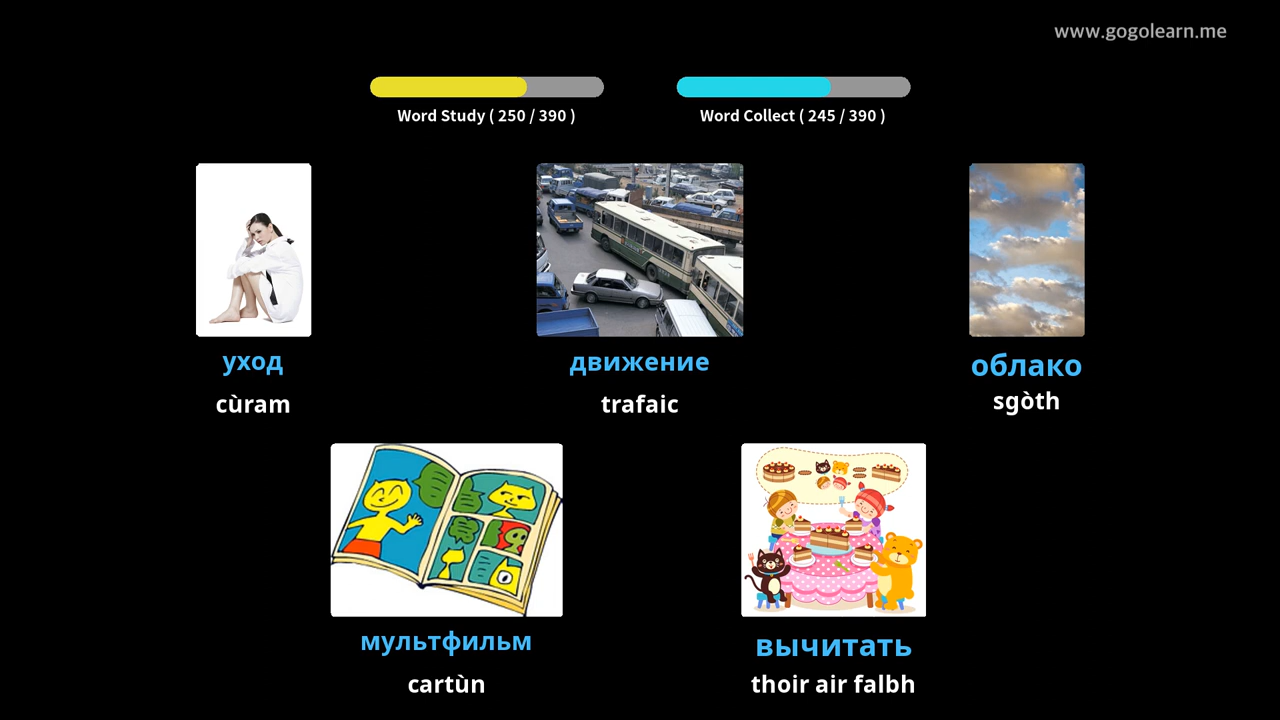 www.gogolearn.me
Word Study ( 250 / 390 )
Word Collect ( 245 / 390 )
уход
движение
облако
cùram
trafaic
sgòth
мультфильм
вычитать
cartùn
thoir air falbh